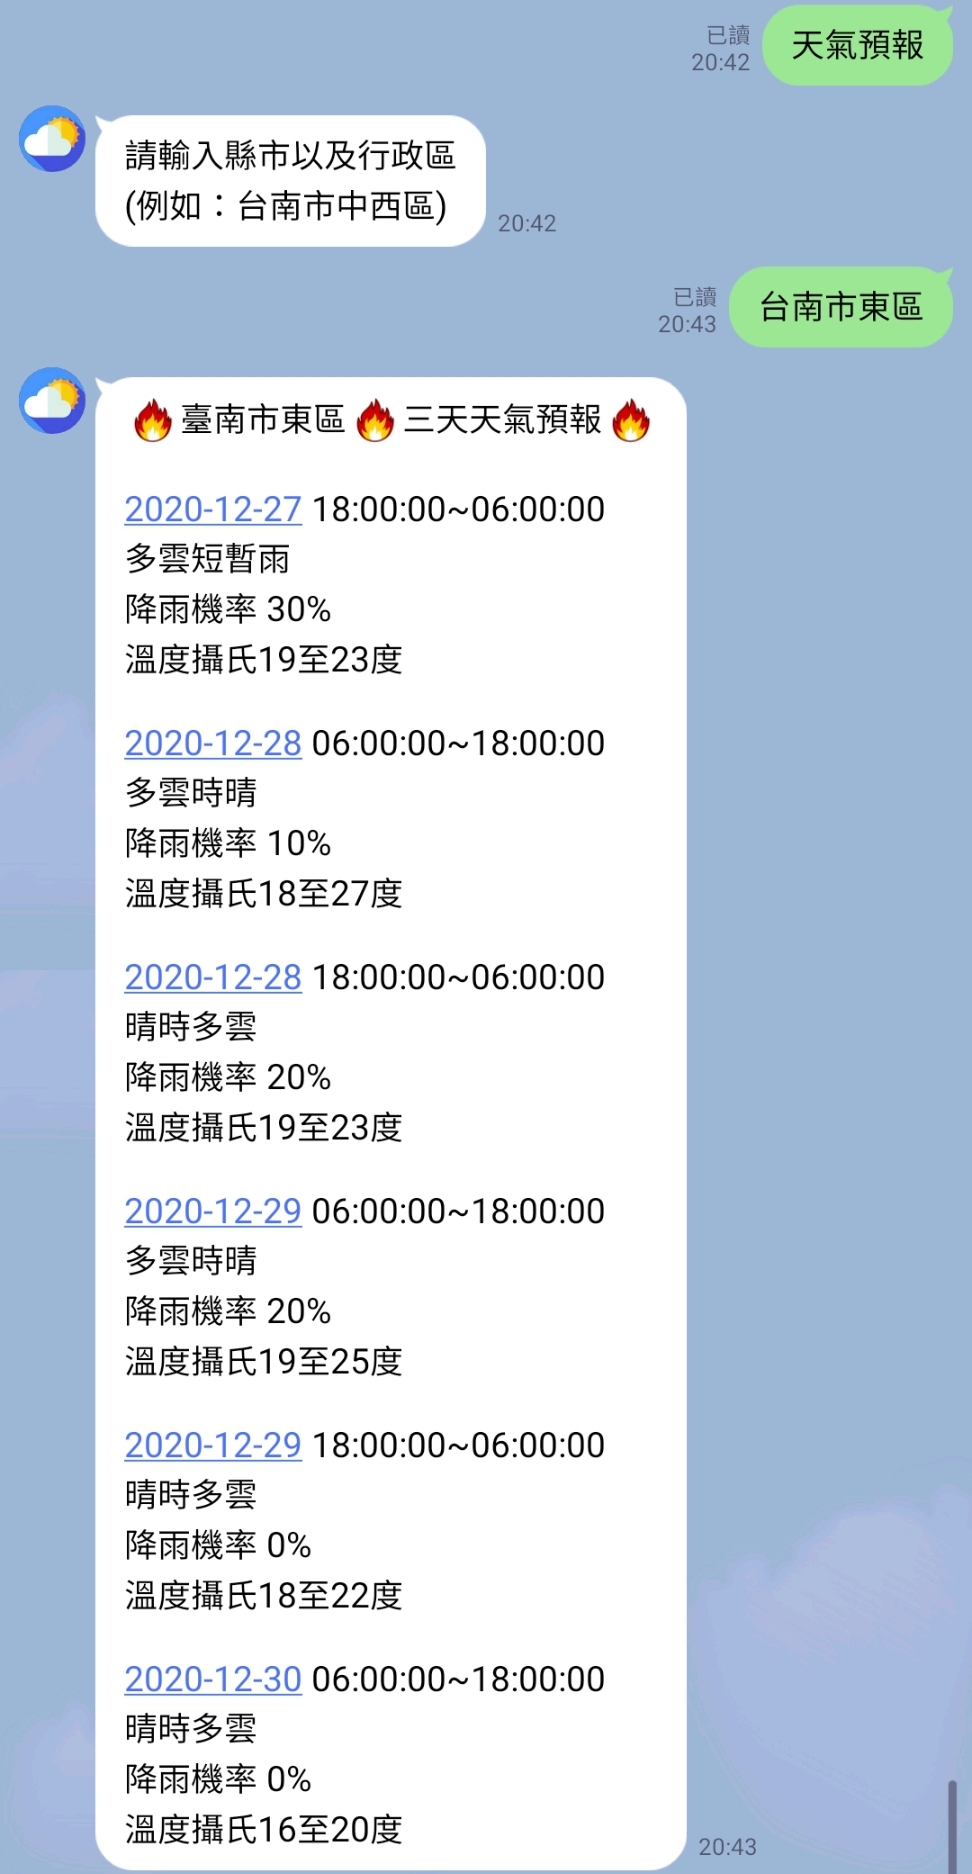 已讀
20:42
天氣預報
請輸入縣市以及行政區
(例如：台南市中西區)
20:42
已讀
20:43
台南市東區
🔥臺南市東區🔥三天天氣預報🔥
2020-12-27 18:00:00~06:00:00
多雲短暫雨
降雨機率 30%
溫度攝氏19至23度
2020-12-28 06:00:00~18:00:00
多雲時晴
降雨機率 10%
溫度攝氏18至27度
2020-12-28 18:00:00~06:00:00
晴時多雲
降雨機率 20%
溫度攝氏19至23度
2020-12-29 06:00:00~18:00:00
多雲時晴
降雨機率 20%
溫度攝氏19至25度
2020-12-29 18:00:00~06:00:00
晴時多雲
降雨機率 0%
溫度攝氏18至22度
2020-12-30 06:00:00~18:00:00
晴時多雲
降雨機率 0%
溫度攝氏16至20度
20:43